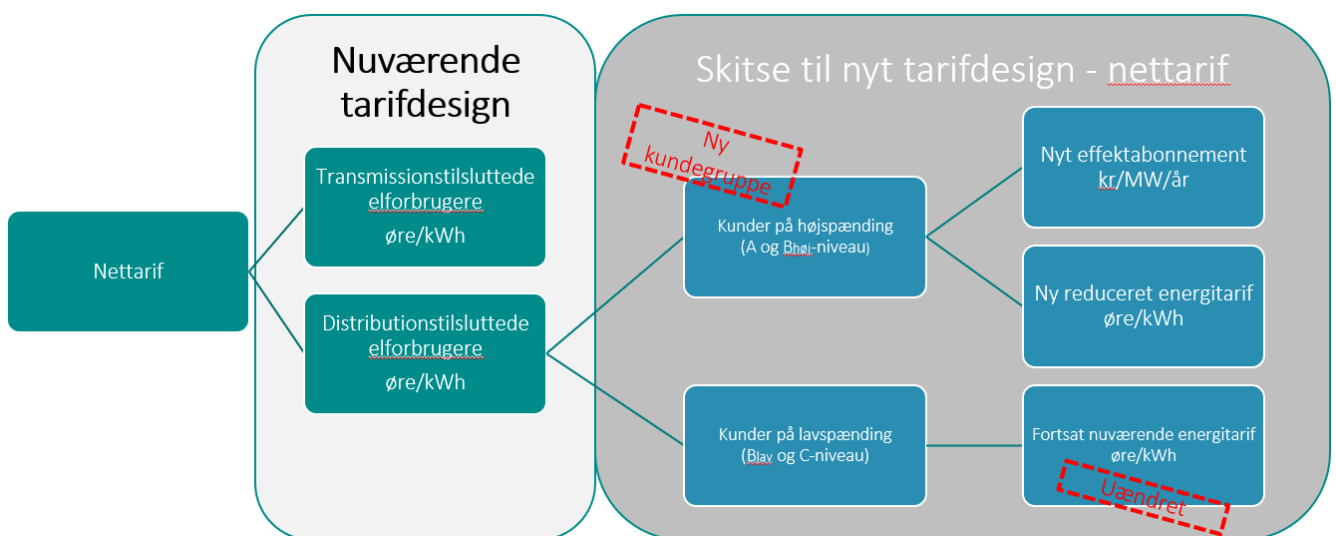 Nuværende
tarifdesign
Skitse til nyt tarifdesign - nettarif
Nettarif
Transmissionstilsluttede
elforbrugere
øre/kWh
Distributionstilsluttede
elforbrugere
øre/kWh
Ny
kundegruppe
Kunder på højspænding
(A og Bhøj-niveau)
Nyt effektabonnement
kr/MW/år
Ny reduceret energitarif
øre/kWh
Kunder på lavspænding
(Blav og C-niveau)
Fortsat nuværende energitarif
øre/kWh
Uændret